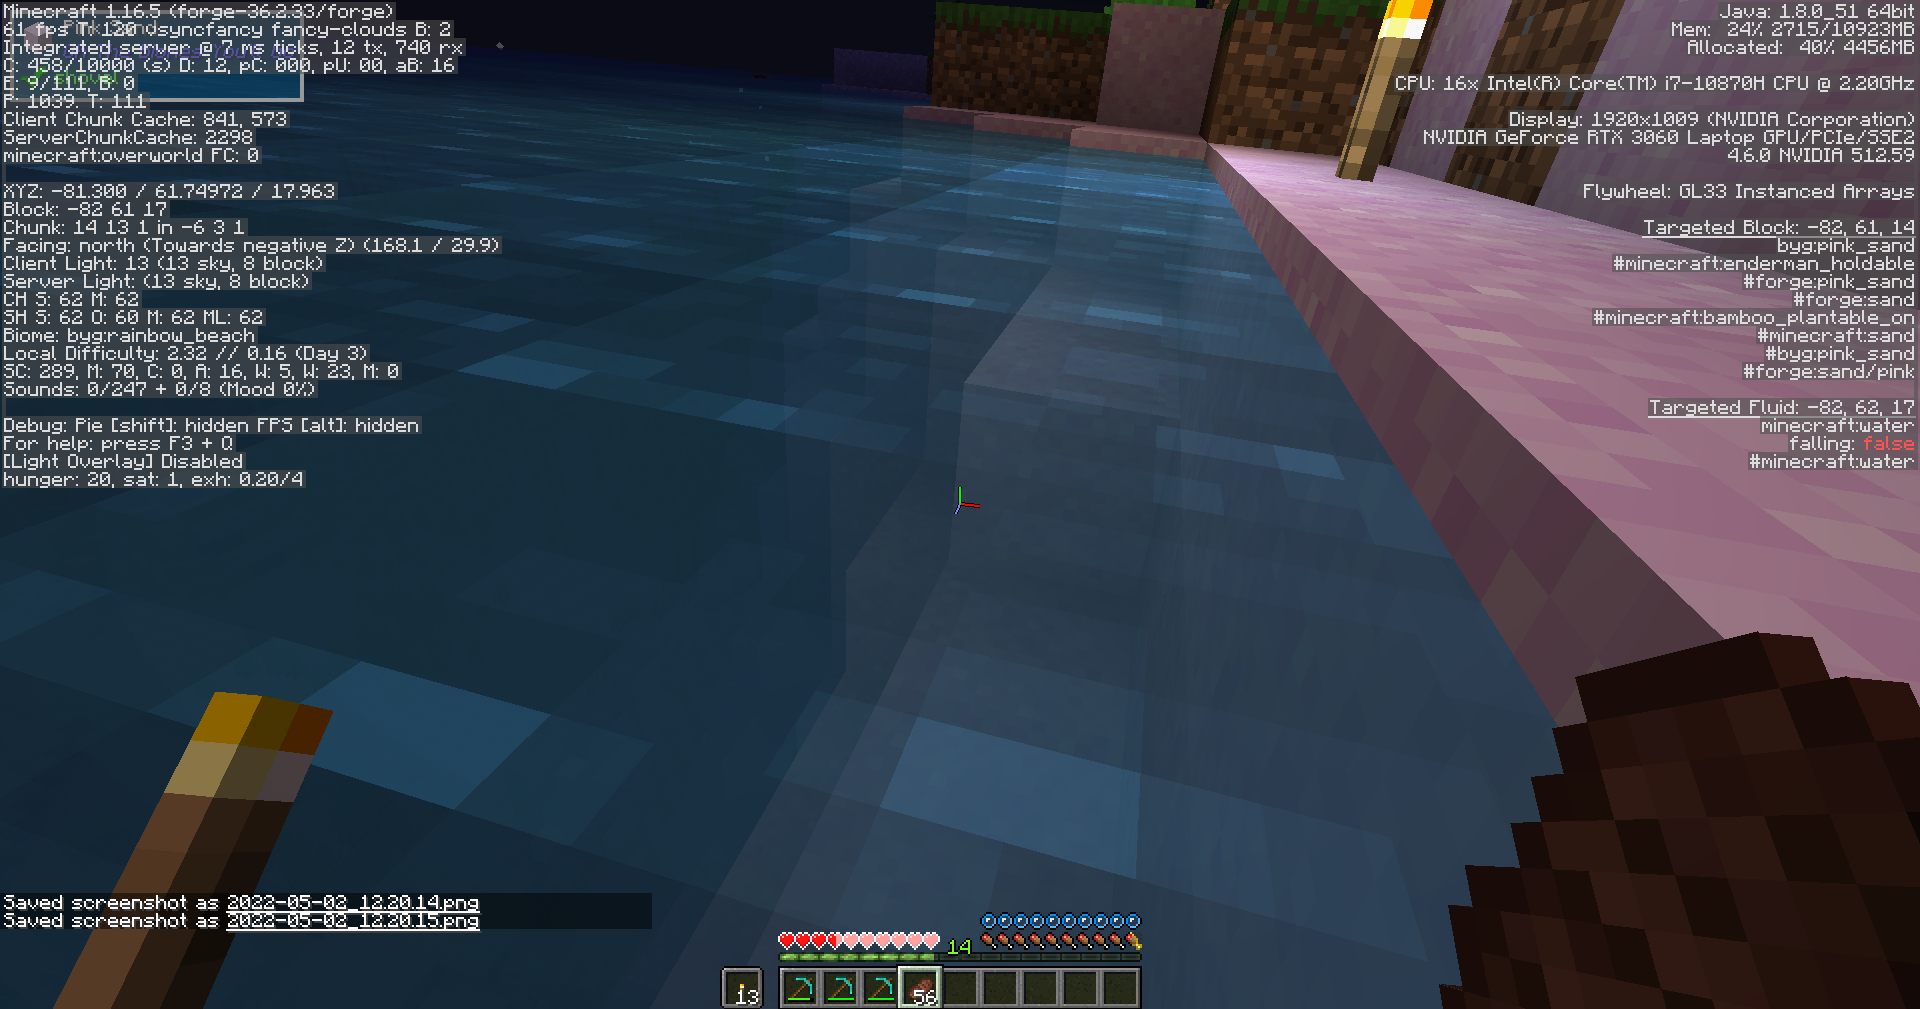 Minecraft 1.16.5 (forge-36.2.33/forge)
61 fps T: 120 vsyncfancy fancy-clouds B: 2
Integrated server @ 7 ms ticks, 12 tx, 740 rx
C: 458/10000 (s) D: 12, pC: 000, pU: 00, aB: 16
E: 9/111, B: 0
P: 1039. T: 111
Client Chunk Cache: 841, 573
ServerChunkCache: 2298
minecraft:overworld FC: 0
XYZ: -81.300 / 61.74972 / 17.963
Block: -82 61 17
Chunk: 14 13 1 in -6 3 1
Facing: north (Towards negative Z) (168.1 / 29.9)
Client Light: 13 (13 sky, 8 block)
Server Light: (13 sky, 8 block)
CH S: 62 M: 62
SH S: 62 O: 60 M: 62 ML: 62
Biome: byg:rainbow_beach
Local Difficulty: 2.32 // 0.16 (Day 3)
SC: 289, M: 70, C: 0, A: 16, W: 5, W: 23, M: 0
Sounds: 0/247 + 0/8 (Mood 0%)
Debug: Pie [shift]: hidden FPS [alt]: hidden
For help: press F3 + Q
[Light Overlay] Disabled
hunger: 20, sat: 1, exh: 0.20/4
Java: 1.8.0_51 64bit
Mem: 24% 2715/10923MB
Allocated: 40% 4456MB
CPU: 16x Intel(R) Core(TM) i7-10870H CPU @ 2.20GHz
Display: 1920x1009 (NVIDIA Corporation)
NVIDIA GeForce RTX 3060 Laptop GPU/PCIe/SSE2
4.6.0 NVIDIA 512.59
Flywheel: GL33 Instanced Arrays
Targeted Block: -82, 61, 14
byg:pink_sand
#minecraft:enderman_holdable
#forge:pink_sand
#forge:sand
#minecraft:bamboo_plantable_on
#minecraft:sand
#byg:pink_sand
#forge:sand/pink
Targeted Fluid: -82, 62, 17
minecraft:water
falling: false
#minecraft:water
Saved screenshot as 2022-05-02_12.20.14.png
Saved screenshot as 2022-05-02_12.20.15.png
14
13
56